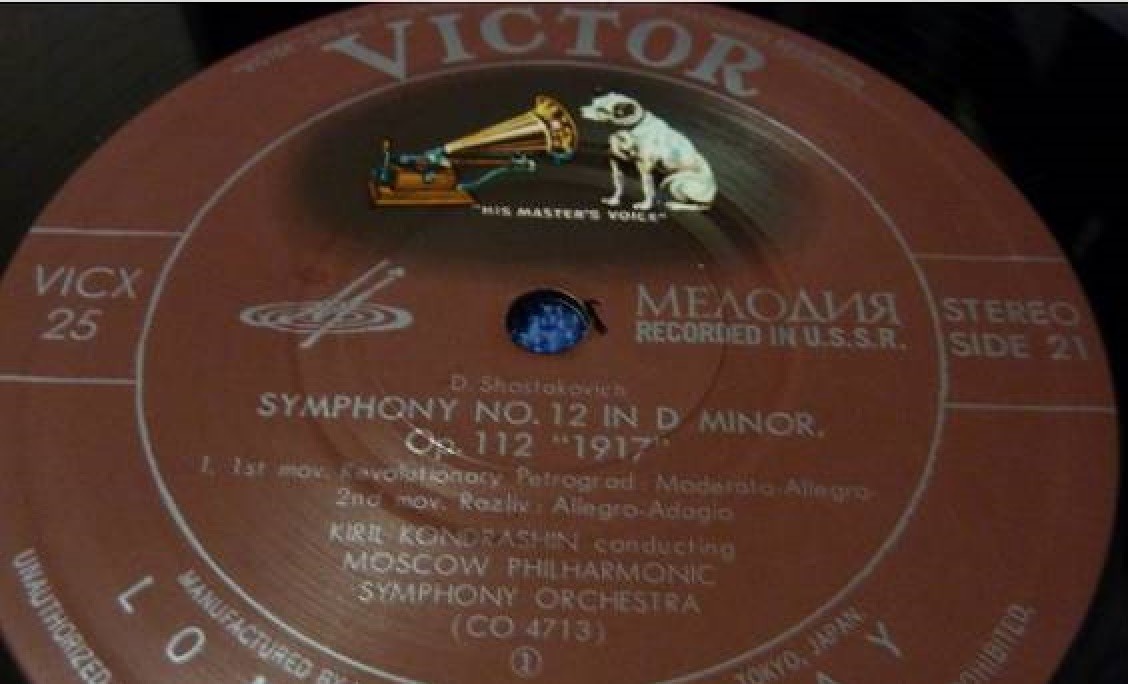 VICTOR
"HIS MASTER'S VOICE"
VICX
25
МЕЛОДИЯ
RECORDED IN U.S.S.R.
STEREO
SIDE 21
D. Shostakovich
SYMPHONY NO. 12 IN D MINOR.
Op. 112 "1917"
1. 1st mov. Revolutionary Petrograd: Moderato-Allegro-
2nd mov. Razliv: Allegro-Adagio
KIRIL KONDRASHIN conducting
MOSCOW PHILHARMONIC
SYMPHONY ORCHESTRA
(CO 4713)
1
L O
Y
MANUFACTURED BY
TOKYO, JAPAN.
UNAUTHORIZED